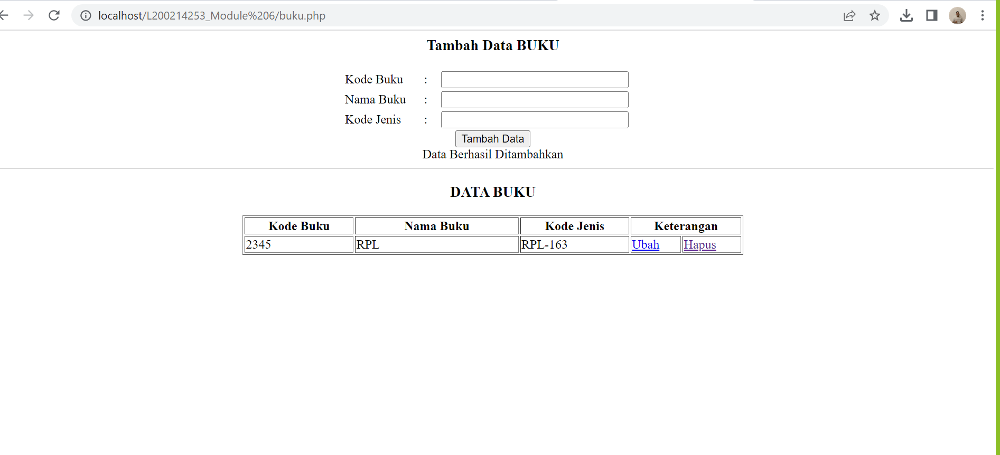 localhost/L200214253_Module%206/buku.php
Tambah Data BUKU
Kode Buku :
Nama Buku :
Kode Jenis :
Tambah Data
Data Berhasil Ditambahkan
DATA BUKU
Kode Buku Nama Buku Kode Jenis Keterangan
2345 RPL RPL-163 Ubah Hapus